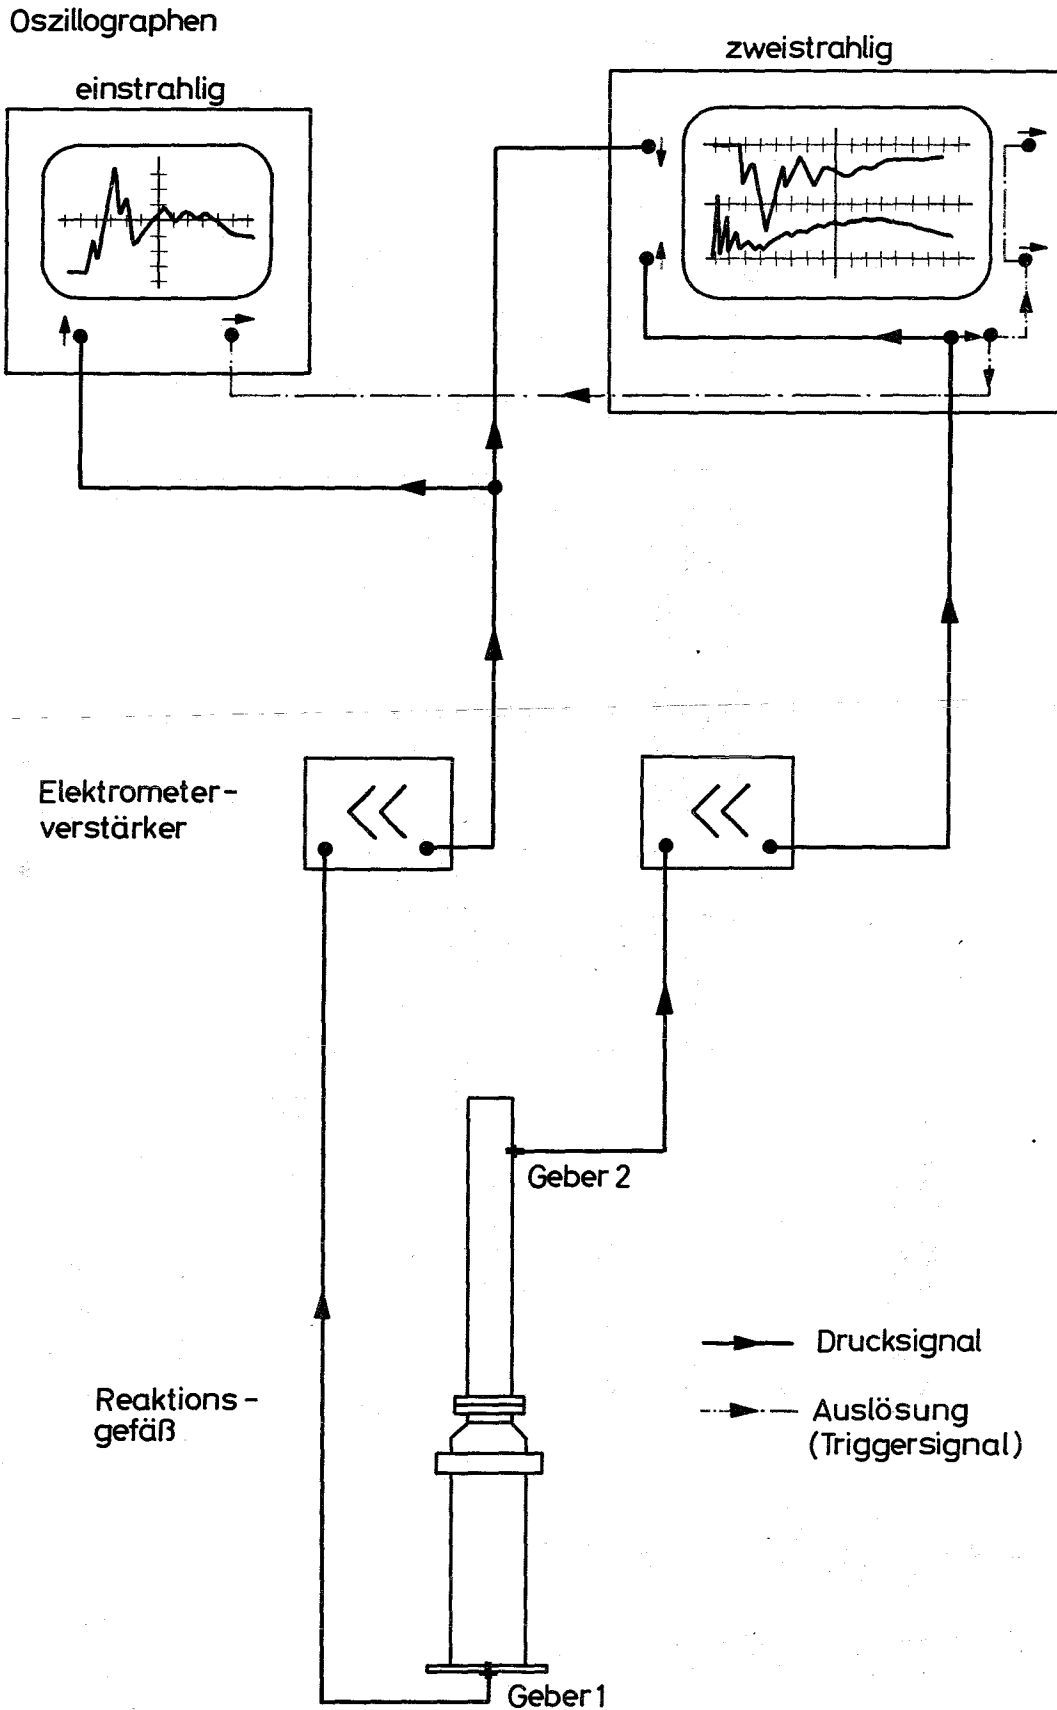 Oszillographen
einstrahlig
zweistrahlig
Elektrometer-
verstärker
Geber 2
Drucksignal
Reaktions-
gefäß
Auslösung
(Triggersignal)
Geber 1